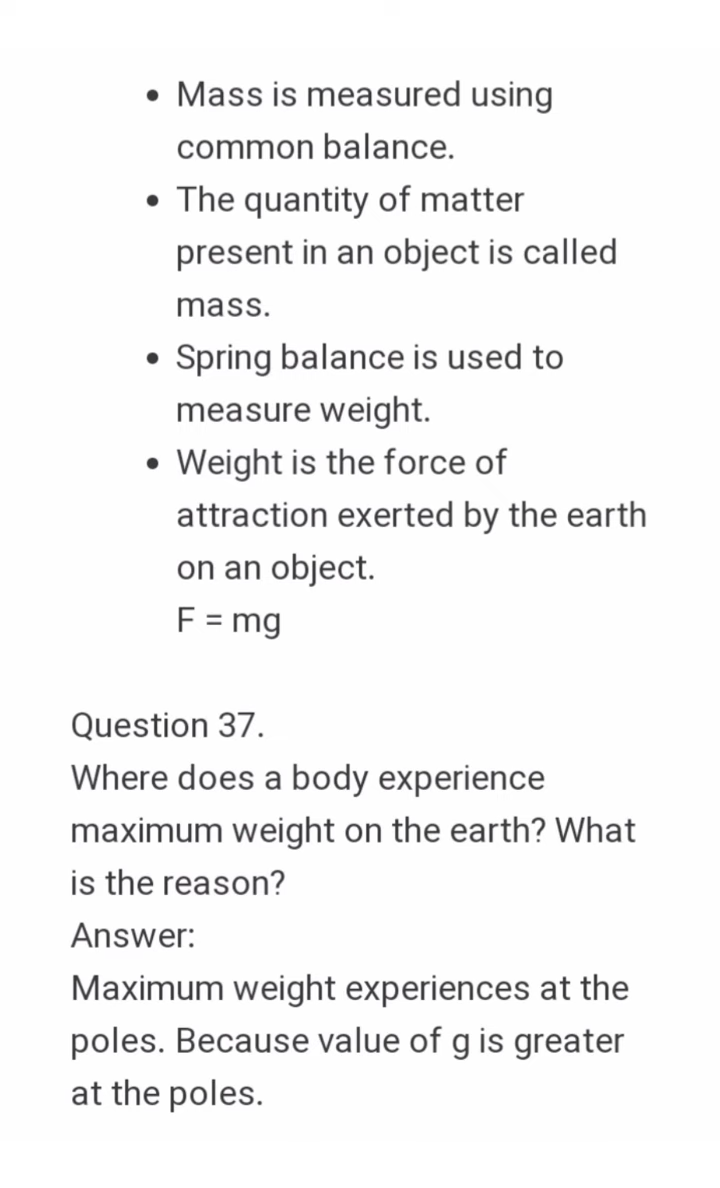 • Mass is measured using
common balance.
• The quantity of matter
present in an object is called
mass.
• Spring balance is used to
measure weight.
• Weight is the force of
attraction exerted by the earth
on an object.
F = mg
Question 37.
Where does a body experience
maximum weight on the earth? What
is the reason?
Answer:
Maximum weight experiences at the
poles. Because value of g is greater
at the poles.